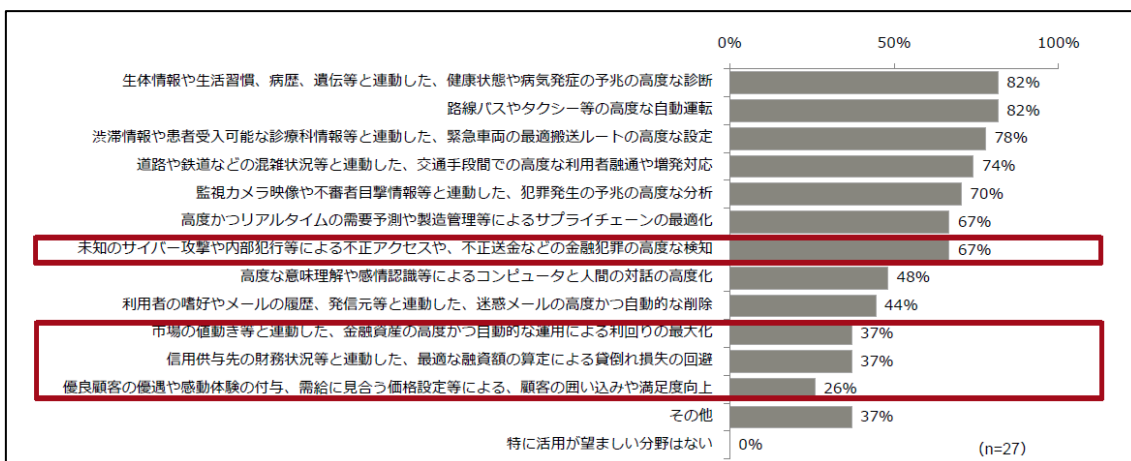 0% 50% 100%
生体情報や生活習慣、病歴、遺伝等と連動した、健康状態や病気発症の予兆の高度な診断 82%
路線バスやタクシー等の高度な自動運転 82%
渋滞情報や患者受入可能な診療科情報等と連動した、緊急車両の最適搬送ルートの高度な設定 78%
道路や鉄道などの混雑状況等と連動した、交通手段間での高度な利用者融通や増発対応 74%
監視カメラ映像や不審者目撃情報等と連動した、犯罪発生の予兆の高度な分析 70%
高度かつリアルタイムの需要予測や製造管理等によるサプライチェーンの最適化 67%
未知のサイバー攻撃や内部犯行等による不正アクセスや、不正送金などの金融犯罪の高度な検知 67%
高度な意味理解や感情認識等によるコンピュータと人間の対話の高度化 48%
利用者の嗜好やメールの履歴、発信元等と連動した、迷惑メールの高度かつ自動的な削除 44%
市場の値動き等と連動した、金融資産の高度かつ自動的な運用による利回りの最大化 37%
信用供与先の財務状況等と連動した、最適な融資額の算定による貸倒れ損失の回避 37%
優良顧客の優遇や感動体験の付与、需給に見合う価格設定等による、顧客の囲い込みや満足度向上 26%
その他 37%
特に活用が望ましい分野はない 0% (n=27)